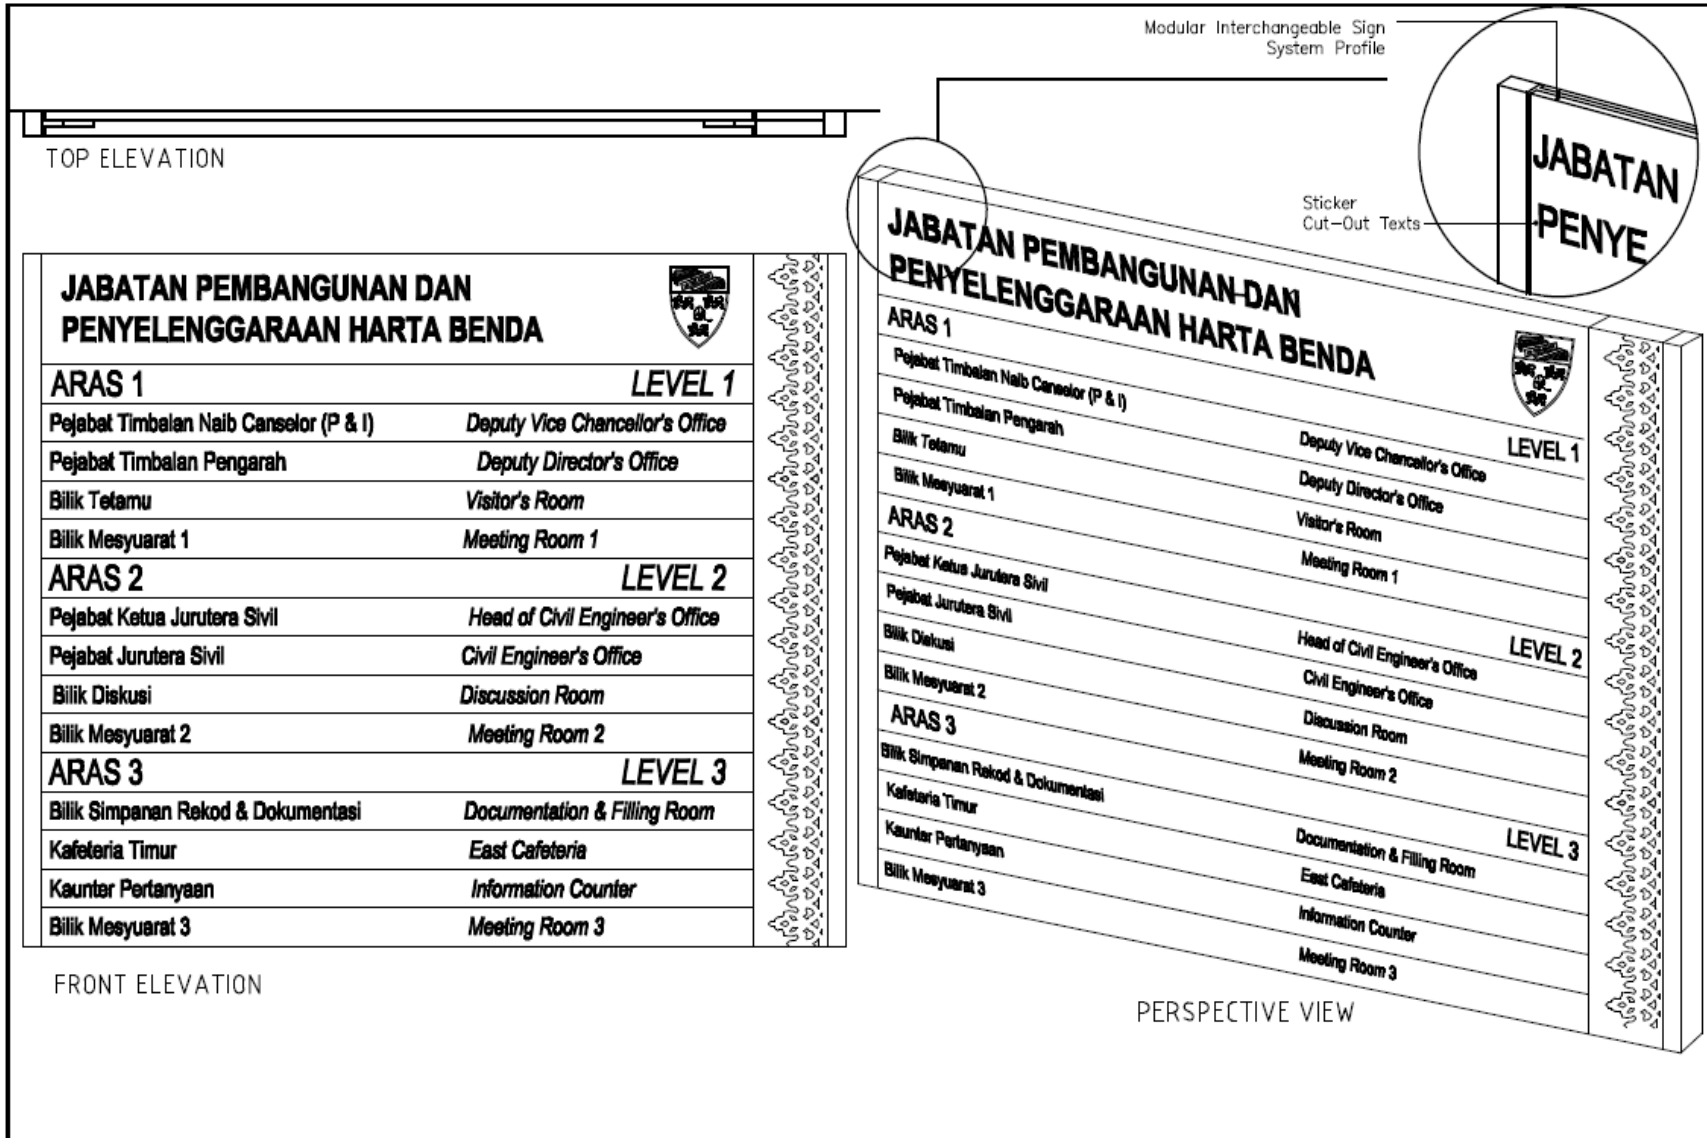 TOP ELEVATION
JABATAN PEMBANGUNAN DAN
PENYELENGGARAAN HARTA BENDA
ARAS 1 LEVEL 1
Pejabat Timbalan Naib Canselor (P & I) Deputy Vice Chancellor's Office
Pejabat Timbalan Pengarah Deputy Director's Office
Bilik Tetamu Visitor's Room
Bilik Mesyuarat 1 Meeting Room 1
ARAS 2 LEVEL 2
Pejabat Ketua Jurutera Sivil Head of Civil Engineer's Office
Pejabat Jurutera Sivil Civil Engineer's Office
Bilik Diskusi Discussion Room
Bilik Mesyuarat 2 Meeting Room 2
ARAS 3 LEVEL 3
Bilik Simpanan Rekod & Dokumentasi Documentation & Filling Room
Kafeteria Timur East Cafeteria
Kaunter Pertanyaan Information Counter
Bilik Mesyuarat 3 Meeting Room 3
FRONT ELEVATION
Modular Interchangeable Sign
System Profile
JABATAN
PENYE
Sticker
Cut-Out Texts
JABATAN PEMBANGUNAN DAN
PENYELENGGARAAN HARTA BENDA
ARAS 1 LEVEL 1
Pejabat Timbalan Naib Canselor (P & I) Deputy Vice Chancellor's Office
Pejabat Timbalan Pengarah Deputy Director's Office
Bilik Tetamu Visitor's Room
Bilik Mesyuarat 1 Meeting Room 1
ARAS 2 LEVEL 2
Pejabat Ketua Jurutera Sivil Head of Civil Engineer's Office
Pejabat Jurutera Sivil Civil Engineer's Office
Bilik Diskusi Discussion Room
Bilik Mesyuarat 2 Meeting Room 2
ARAS 3 LEVEL 3
Bilik Simpanan Rekod & Dokumentasi Documentation & Filling Room
Kafeteria Timur East Cafeteria
Kaunter Pertanyaan Information Counter
Bilik Mesyuarat 3 Meeting Room 3
PERSPECTIVE VIEW